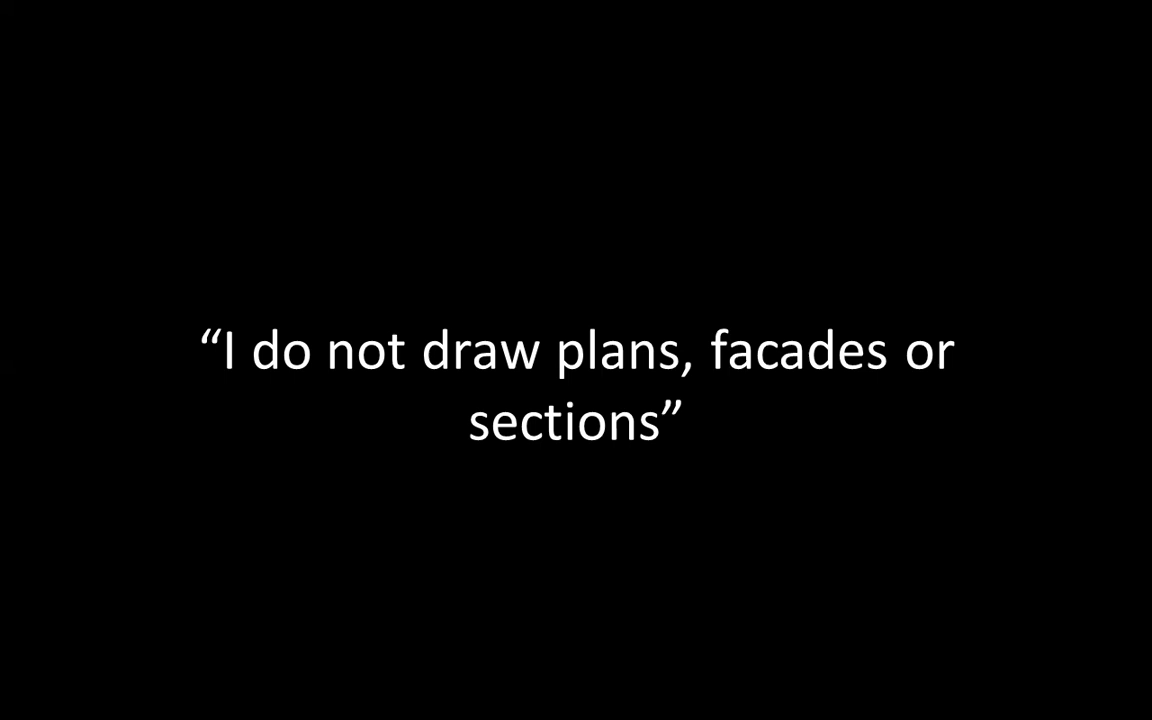 “I do not draw plans, facades or
sections”